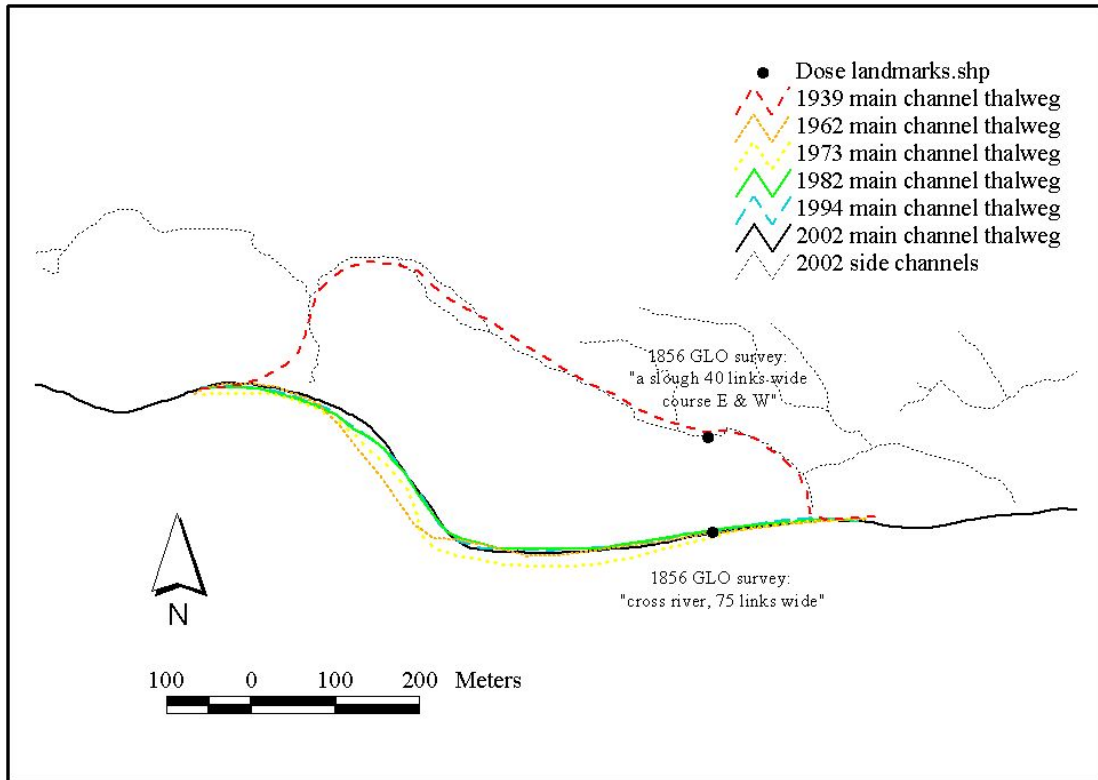 Dose landmarks.shp
1939 main channel thalweg
1962 main channel thalweg
1973 main channel thalweg
1982 main channel thalweg
1994 main channel thalweg
2002 main channel thalweg
2002 side channels
1856 GLO survey:
"a slough 40 links wide
course E & W"
1856 GLO survey:
"cross river, 75 links wide"
N
100 0 100 200 Meters